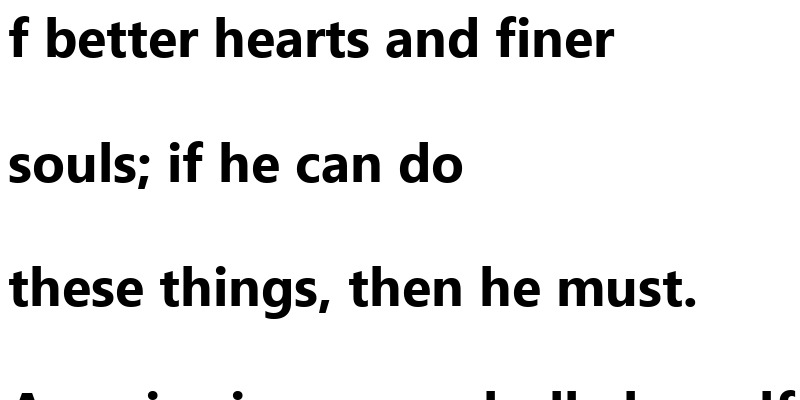 f better hearts and finer
souls; if he can do
these things, then he must.